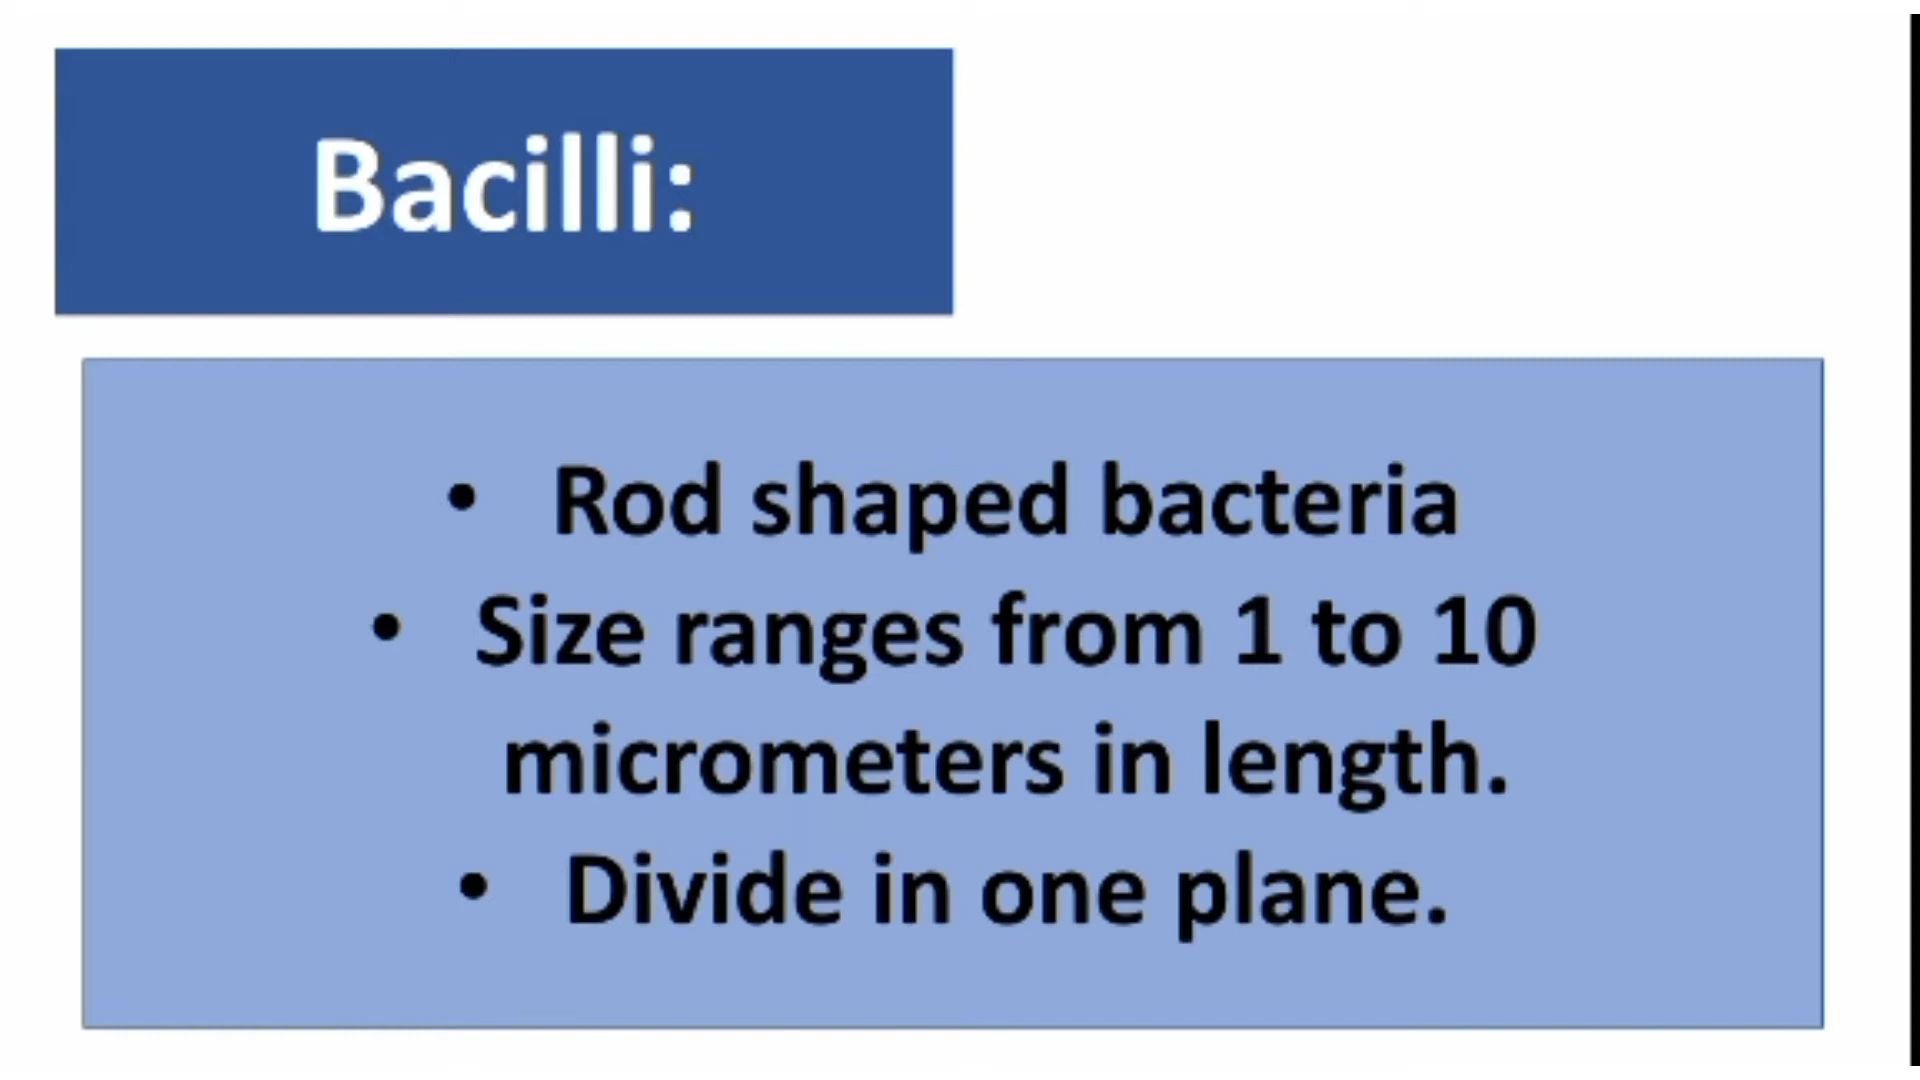 Bacilli:
• Rod shaped bacteria
• Size ranges from 1 to 10
micrometers in length.
• Divide in one plane.